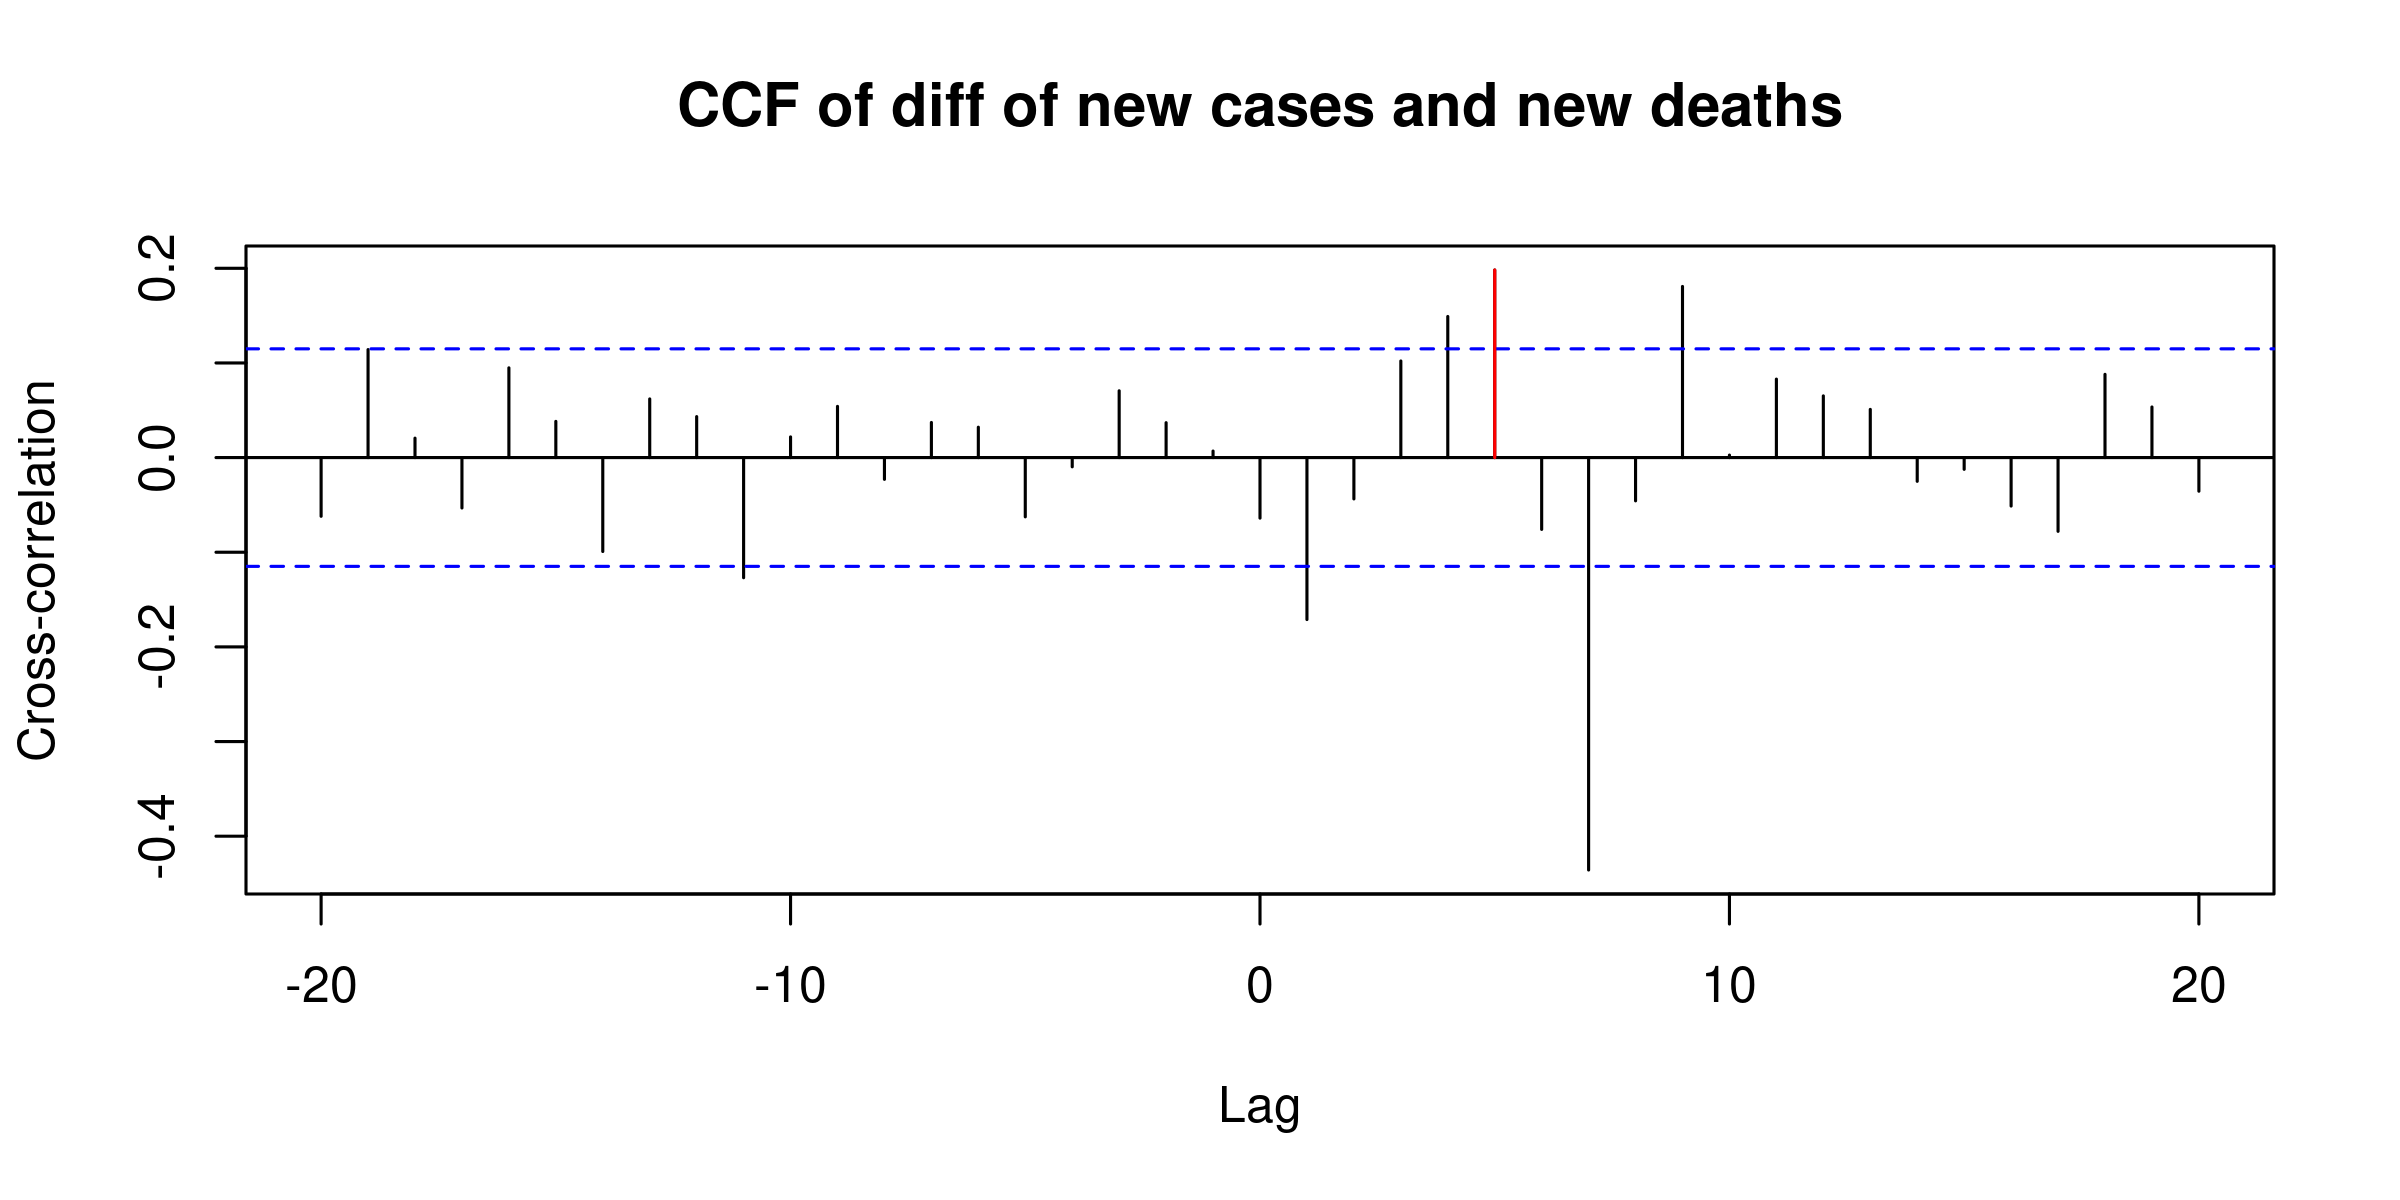 CCF of diff of new cases and new deaths
0.2
0.0
-0.2
-0.4
Cross-correlation
-20 -10 0 10 20
Lag